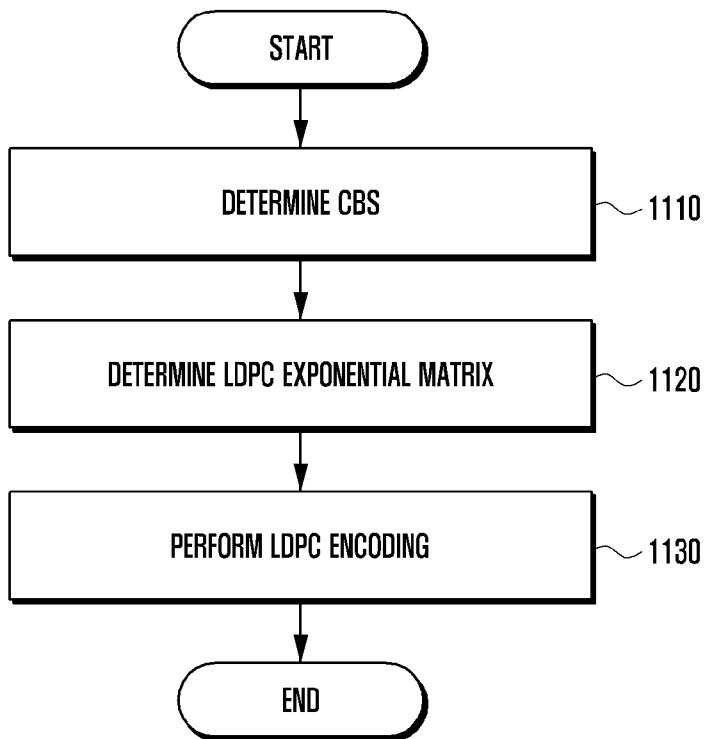 START
DETERMINE CBS
1110
DETERMINE LDPC EXPONENTIAL MATRIX
1120
PERFORM LDPC ENCODING
1130
END